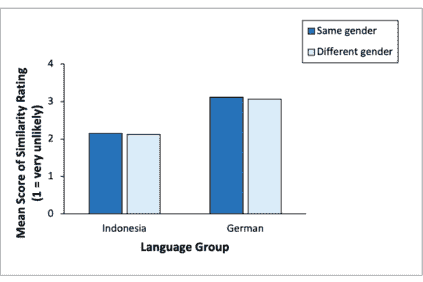 Same gender
Different gender
Mean Score of Similarity Rating
(1 = very unlikely)
4
3
2
1
0
Indonesia
German
Language Group